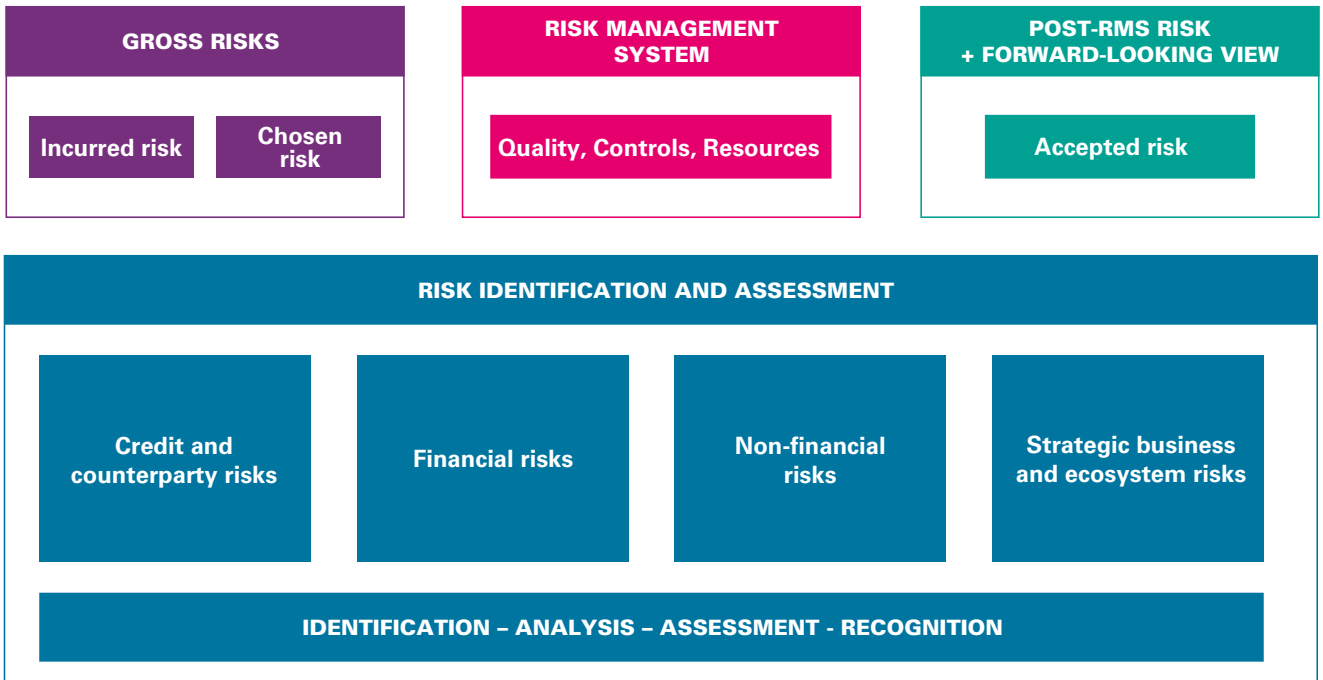 GROSS RISKS
Incurred risk
Chosen
risk
RISK MANAGEMENT
SYSTEM
Quality, Controls, Resources
POST-RMS RISK
+ FORWARD-LOOKING VIEW
Accepted risk
RISK IDENTIFICATION AND ASSESSMENT
Credit and
counterparty risks
Financial risks
Non-financial
risks
Strategic business
and ecosystem risks
IDENTIFICATION – ANALYSIS – ASSESSMENT - RECOGNITION